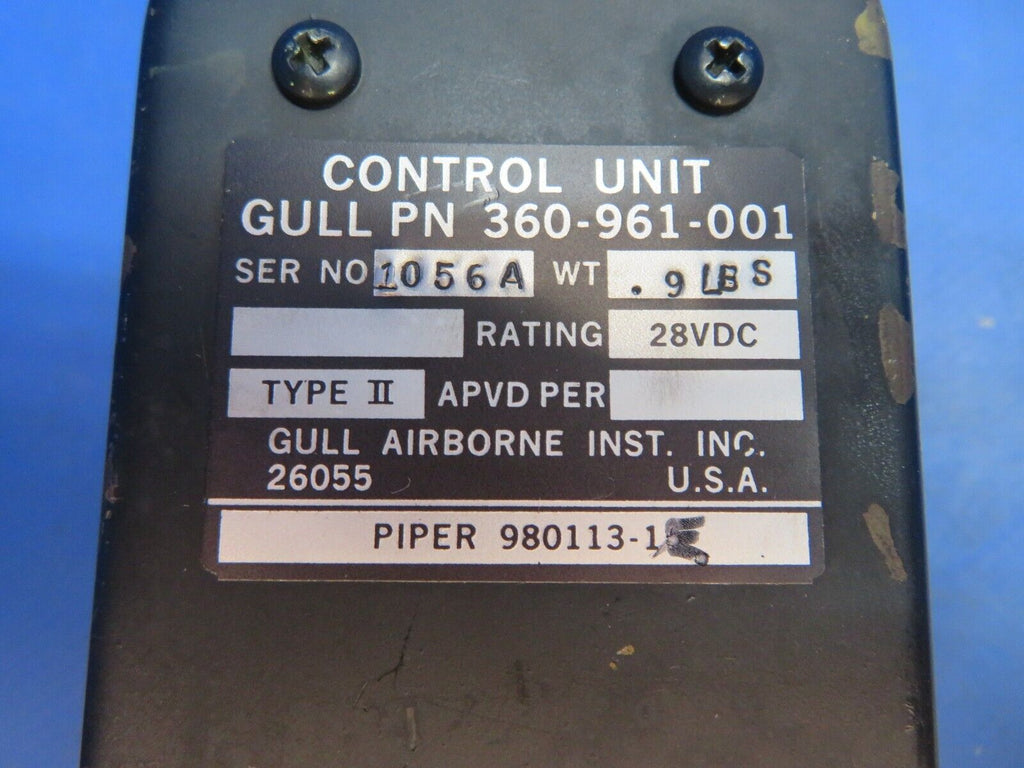 CONTROL UNIT
GULL PN 360-961-001
SER NO 1056A WT .9 LBS
RATING 28VDC
TYPE II APVD PER
GULL AIRBORNE INST. INC.
26055 U.S.A.
PIPER 980113-1